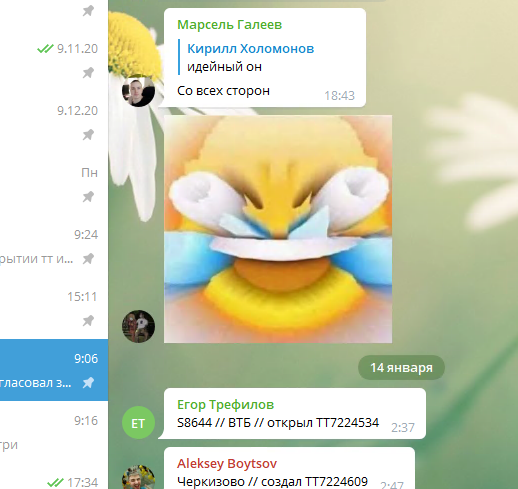 9.11.20
9.12.20
Пн
9:24
рытии тт и...
15:11
9:06
гласовал з...
9:16
три
17:34
Марсель Галеев
Кирилл Холомонов
идейный он
Со всех сторон
18:43
14 января
ET
Егор Трефилов
S8644 // ВТБ // открыл ТТ7224534
2:37
Aleksey Boytsov
Черкизово // создал ТТ7224609
2:47